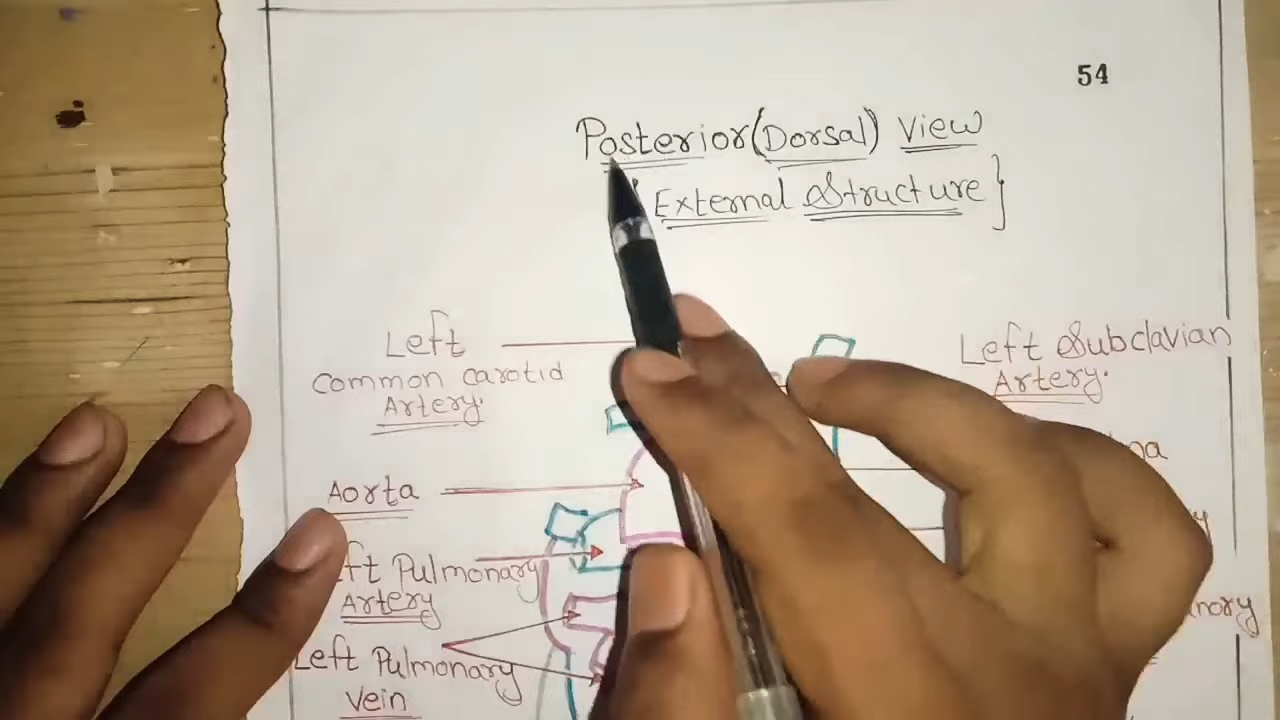 54
Posterior (Dorsal) View
{ External Structure }
Left
Common Carotid
Artery.
Left Subclavian
Artery.
Aorta
Left Pulmonary
Artery
Left Pulmonary
Vein